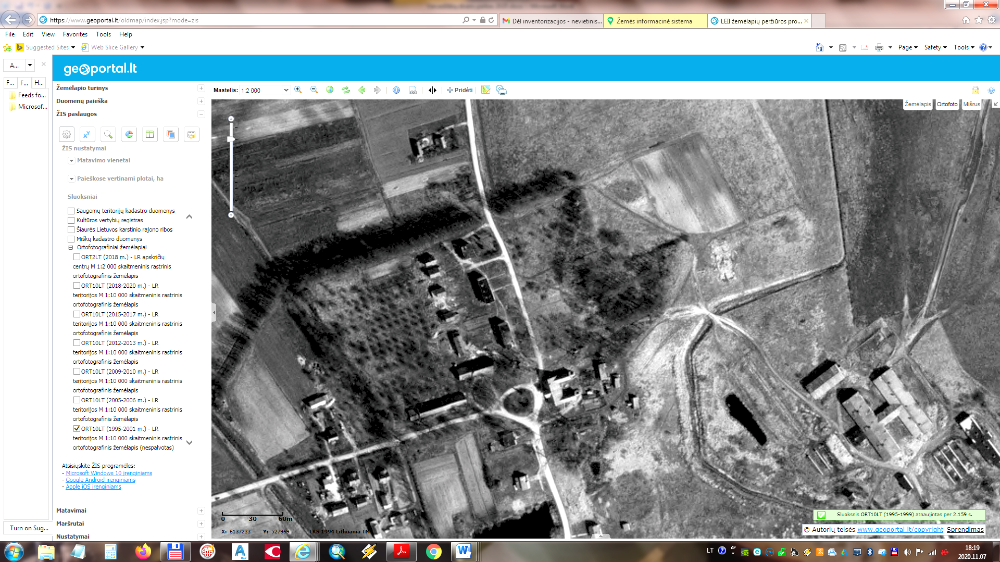 https://www.geoportal.lt/oldmap/index.jsp?mode=zis
Dėl inventorizacijos - nevietinis...
Žemės informacinė sistema
LEII žemėlapių peržiūros pro...
File Edit View Favorites Tools Help
Suggested Sites Web Slice Gallery
Page Safety Tools
A...
geoportal.lt
F... F... H...
Feeds fo...
Microsof...
Žemėlapio turinys
Duomenų paieška
ŽIS paslaugos
Mastelis: 1:2 000
Pridėti
Žemėlapis Ortofoto Mišrus
ŽIS nustatymai
Matavimo vienetai
Paieškose vertinami plotai, ha
Sluoksniai
Saugomų teritorijų kadastro duomenys
Kultūros vertybių registras
Šiaurės Lietuvos karstinio rajono ribos
Miškų kadastro duomenys
Ortofotografiniai žemėlapiai
ORT2LT (2018 m.) - LR apskričių
centrų M 1:2 000 skaitmeninis rastrinis
ortofotografinis žemėlapis
ORT10LT (2018-2020 m.) - LR
teritorijos M 1:10 000 skaitmeninis rastrinis
ortofotografinis žemėlapis
ORT10LT (2015-2017 m.) - LR
teritorijos M 1:10 000 skaitmeninis rastrinis
ortofotografinis žemėlapis
ORT10LT (2012-2013 m.) - LR
teritorijos M 1:10 000 skaitmeninis rastrinis
ortofotografinis žemėlapis
ORT10LT (2009-2010 m.) - LR
teritorijos M 1:10 000 skaitmeninis rastrinis
ortofotografinis žemėlapis
ORT10LT (2005-2006 m.) - LR
teritorijos M 1:10 000 skaitmeninis rastrinis
ortofotografinis žemėlapis
ORT10LT (1995-2001 m.) - LR
teritorijos M 1:10 000 skaitmeninis rastrinis
ortofotografinis žemėlapis (nespalvotas)
Atsisiųskite ŽIS programėles:
- Microsoft Windows 10 įrenginiams
- Google Android įrenginiams
- Apple iOS įrenginiams
Matavimai
Maršrutai
Nustatymai
Turn on Sug...
0 30 60m
X: 6137233 Y: 527969 LKS 1994 Lithuania TM
Sluoksnis ORT10LT (1995-1999) atnaujintas per 2.159 s.
© Autorių teisės www.geoportal.lt/copyright Sprendimas
LT
18:19
2020.11.07